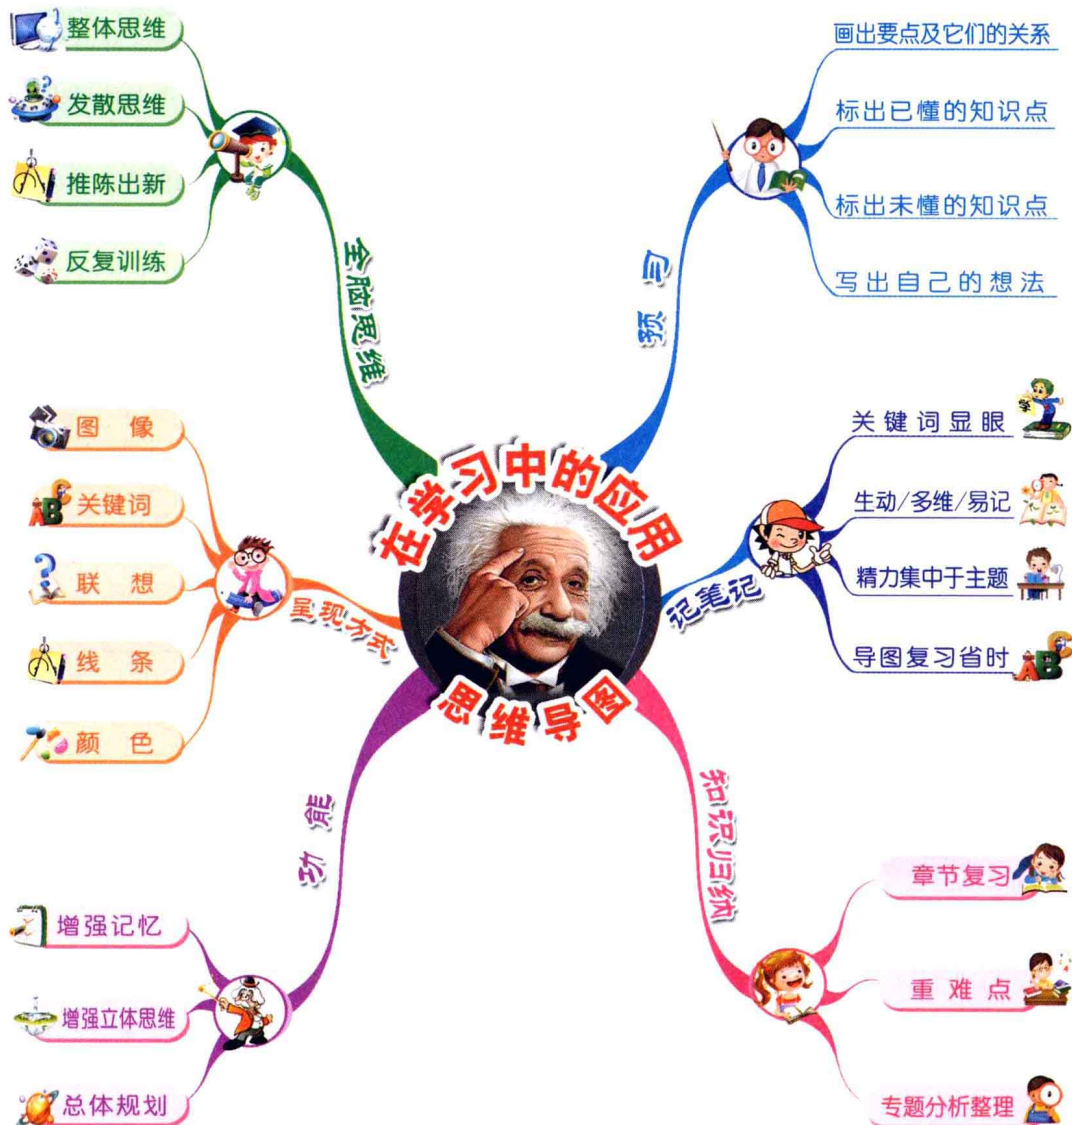 在学习中的应用
思维导图
全脑思维
整体思维
发散思维
推陈出新
反复训练
呈现方式
图像
关键词
联想
线条
颜色
功能
增强记忆
增强立体思维
总体规划
预习
画出要点及它们的关系
标出已懂的知识点
标出未懂的知识点
写出自己的想法
记笔记
关键词显眼
学
生动/多维/易记
精力集中于主题
导图复习省时
ABC
知识归纳
章节复习
重难点
专题分析整理
ABC